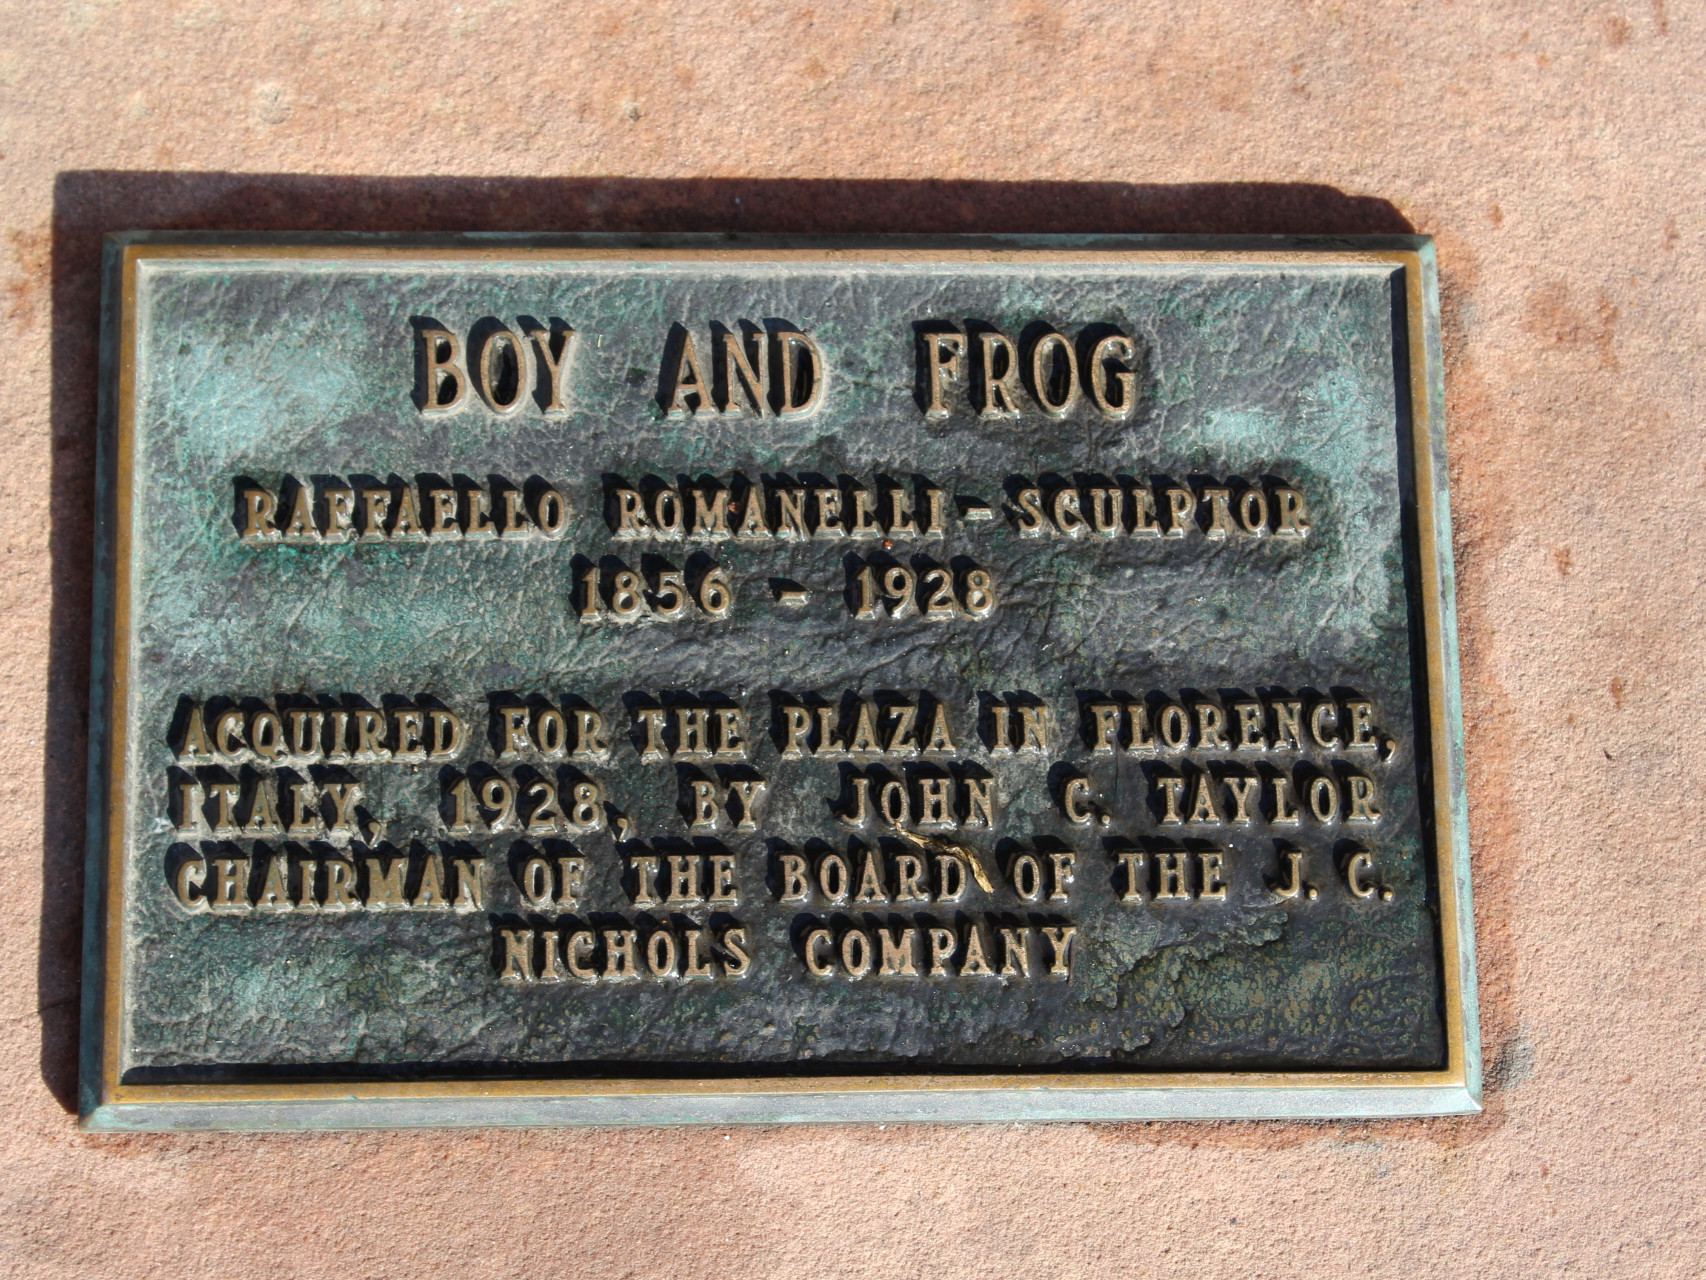 BOY AND FROG
RAFFAELLO ROMANELLI - SCULPTOR
1856 - 1928
ACQUIRED FOR THE PLAZA IN FLORENCE,
ITALY, 1928, BY JOHN C. TAYLOR
CHAIRMAN OF THE BOARD OF THE J. C.
NICHOLS COMPANY